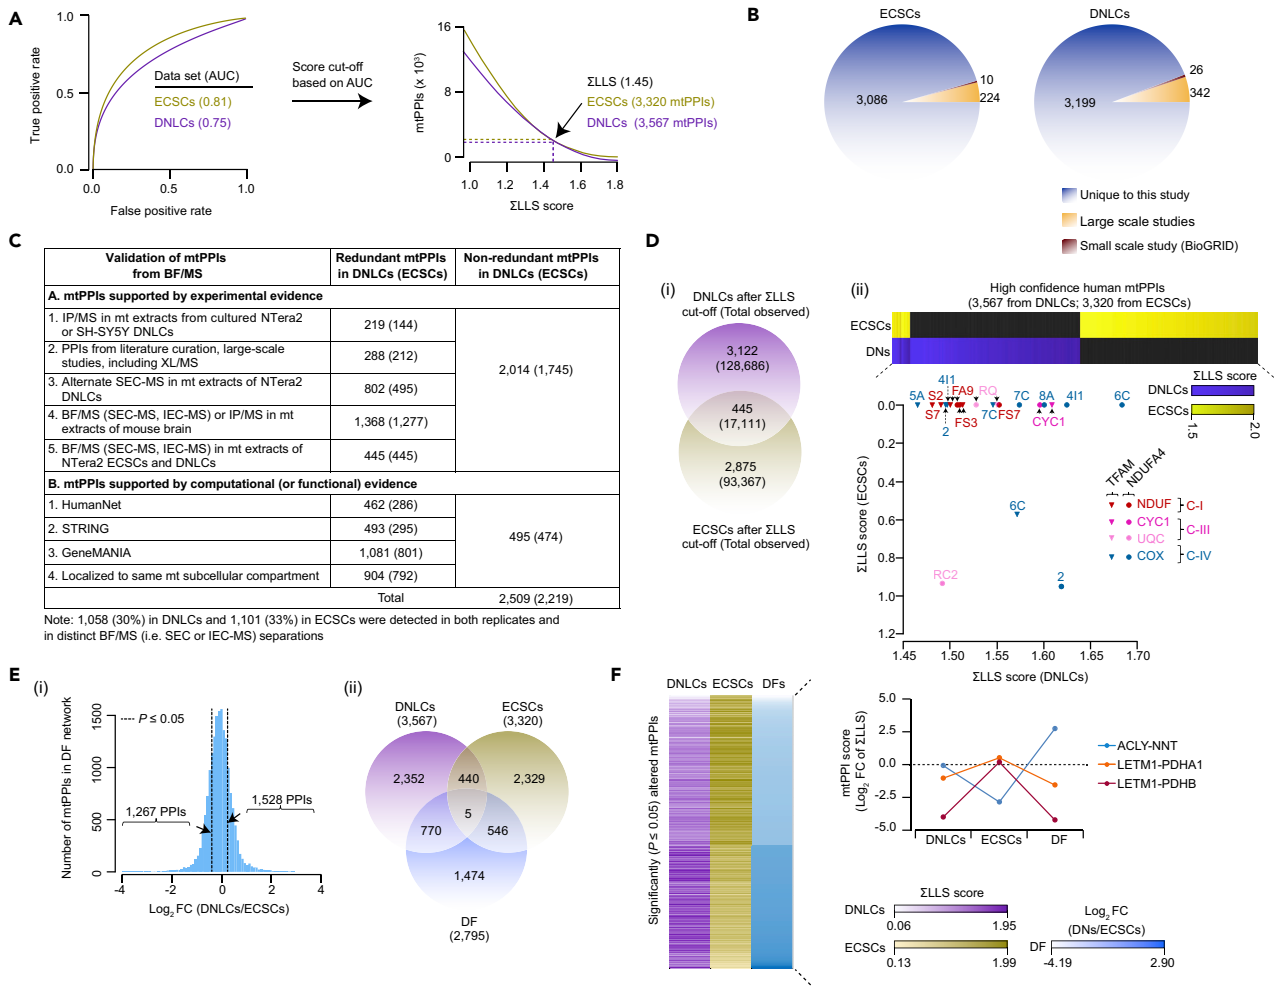 A
1.0
0.5
0.0
0.0
0.5
1.0
True positive rate
False positive rate
Data set (AUC)
ECSCs (0.81)
DNLCs (0.75)
Score cut-off
based on AUC
16
8
0
mtPPIs (x 10³)
1.0
1.2
1.4
1.6
1.8
ΣLLS score
ΣLLS (1.45)
ECSCs (3,320 mtPPIs)
DNLCs (3,567 mtPPIs)
B
ECSCs
3,086
10
224
DNLCs
3,199
26
342
Unique to this study
Large scale studies
Small scale study (BioGRID)
C
Validation of mtPPIs
from BF/MS
Redundant mtPPIs
in DNLCs (ECSCs)
Non-redundant mtPPIs
in DNLCs (ECSCs)
A. mtPPIs supported by experimental evidence
1. IP/MS in mt extracts from cultured NTera2
or SH-SY5Y DNLCs
219 (144)
2. PPIs from literature curation, large-scale
studies, including XL/MS
288 (212)
3. Alternate SEC-MS in mt extracts of NTera2
DNLCs
802 (495)
4. BF/MS (SEC-MS, IEC-MS) or IP/MS in mt
extracts of mouse brain
1,368 (1,277)
5. BF/MS (SEC-MS, IEC-MS) in mt extracts of
NTera2 ECSCs and DNLCs
445 (445)
2,014 (1,745)
B. mtPPIs supported by computational (or functional) evidence
1. HumanNet
462 (286)
2. STRING
493 (295)
3. GeneMANIA
1,081 (801)
4. Localized to same mt subcellular compartment
904 (792)
495 (474)
Total
2,509 (2,219)
Note: 1,058 (30%) in DNLCs and 1,101 (33%) in ECSCs were detected in both replicates and
in distinct BF/MS (i.e. SEC or IEC-MS) separations
D
(i)
DNLCs after ΣLLS
cut-off (Total observed)
3,122
(128,686)
445
(17,111)
2,875
(93,367)
ECSCs after ΣLLS
cut-off (Total observed)
(ii)
High confidence human mtPPIs
(3,567 from DNLCs; 3,320 from ECSCs)
ECSCs
DNs
ΣLLS score
DNLCs
ECSCs
1.5
2.0
5A
S2
4I1
FA9
RQ
7C
8A
4I1
6C
S7
2
FS3
7C
FS7
CYC1
6C
RC2
2
0.0
0.2
0.4
0.6
0.8
1.0
1.2
ΣLLS score (ECSCs)
1.45
1.50
1.55
1.60
1.65
1.70
ΣLLS score (DNLCs)
TFAM
NDUFA4
NDUF
C-I
CYC1
UQC
C-III
COX
C-IV
E
(i)
P ≤ 0.05
1500
1000
500
0
Number of mtPPIs in DF network
1,267 PPIs
1,528 PPIs
-4
-2
0
2
4
Log₂ FC (DNLCs/ECSCs)
(ii)
DNLCs
(3,567)
ECSCs
(3,320)
2,352
440
2,329
5
770
546
1,474
DF
(2,795)
F
DNLCs
ECSCs
DFs
Significantly (P ≤ 0.05) altered mtPPIs
5.0
2.5
0.0
-2.5
-5.0
mtPPI score
(Log₂ FC of ΣLLS)
DNLCs
ECSCs
DF
ACLY-NNT
LETM1-PDHA1
LETM1-PDHB
ΣLLS score
DNLCs
0.06
1.95
ECSCs
0.13
1.99
Log₂ FC
(DNs/ECSCs)
DF
-4.19
2.90